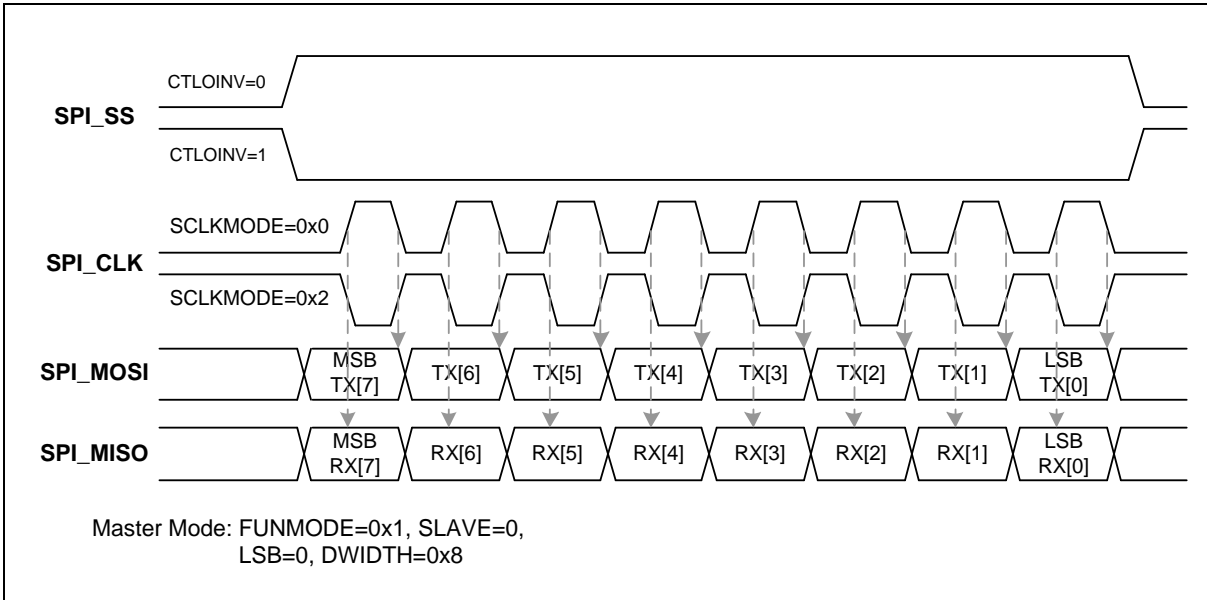 CTLOINV=0
SPI_SS
CTLOINV=1
SCLKMODE=0x0
SPI_CLK
SCLKMODE=0x2
SPI_MOSI
MSB
TX[7]
TX[6]
TX[5]
TX[4]
TX[3]
TX[2]
TX[1]
LSB
TX[0]
SPI_MISO
MSB
RX[7]
RX[6]
RX[5]
RX[4]
RX[3]
RX[2]
RX[1]
LSB
RX[0]
Master Mode: FUNMODE=0x1, SLAVE=0,
LSB=0, DWIDTH=0x8